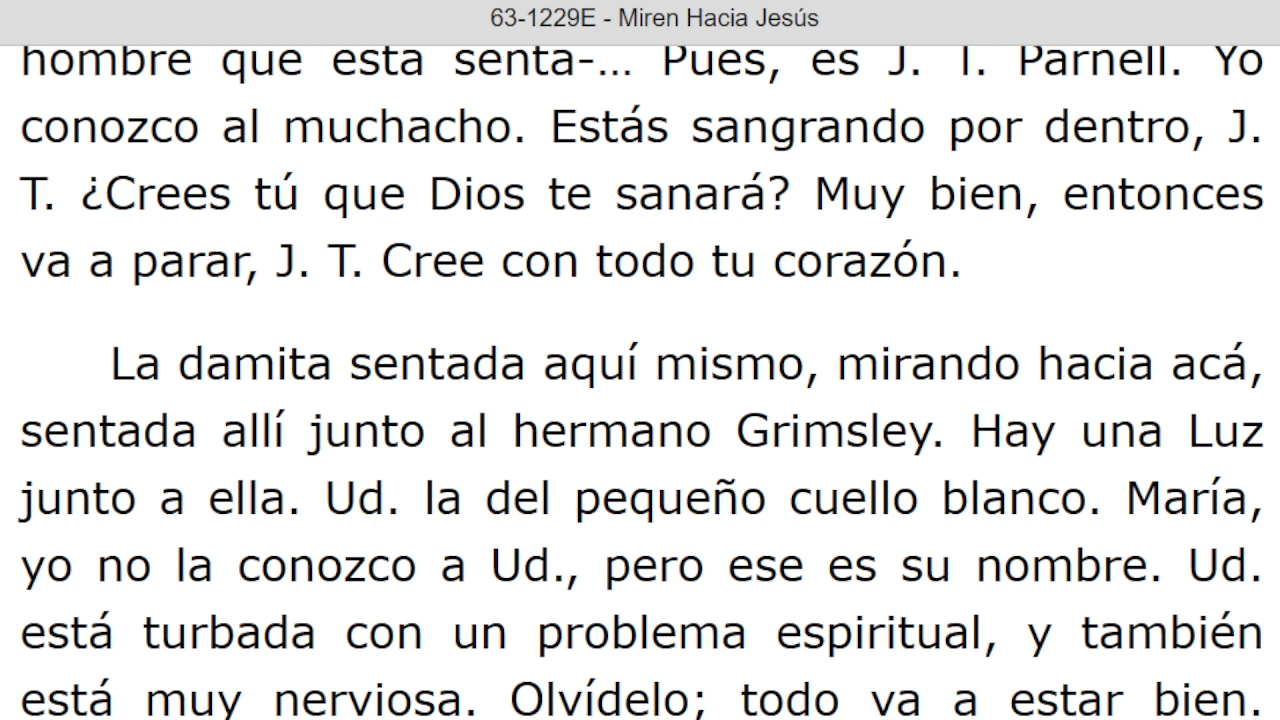 63-1229E - Miren Hacia Jesús
hombre que está senta-... Pues, es J. T. Parnell. Yo
conozco al muchacho. Estás sangrando por dentro, J.
T. ¿Crees tú que Dios te sanará? Muy bien, entonces
va a parar, J. T. Cree con todo tu corazón.
La damita sentada aquí mismo, mirando hacia acá,
sentada allí junto al hermano Grimsley. Hay una Luz
junto a ella. Ud. la del pequeño cuello blanco. María,
yo no la conozco a Ud., pero ese es su nombre. Ud.
está turbada con un problema espiritual, y también
está muy nerviosa. Olvídelo; todo va a estar bien.